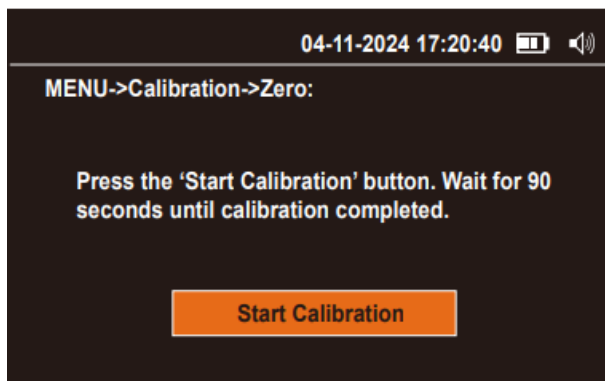 04-11-2024 17:20:40
MENU->Calibration->Zero:
Press the ‘Start Calibration’ button. Wait for 90
seconds until calibration completed.
Start Calibration